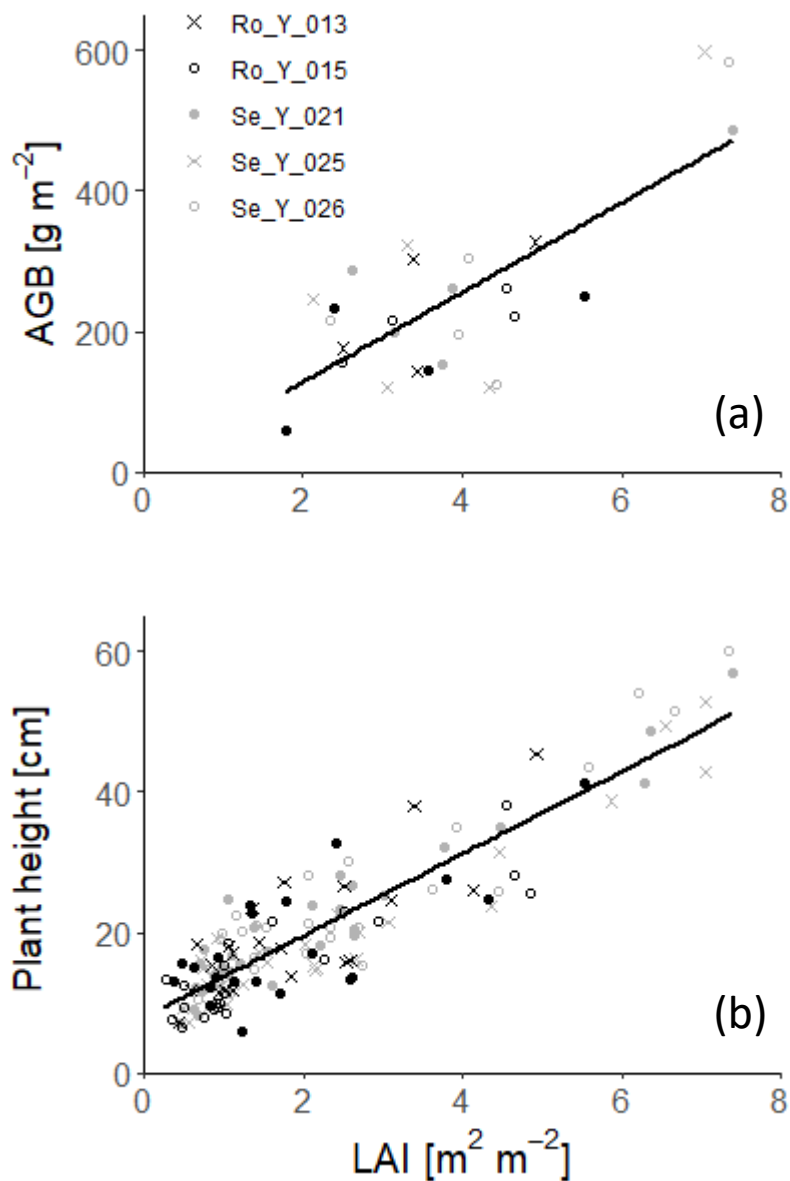 Ro_Y_013
Ro_Y_015
Se_Y_021
Se_Y_025
Se_Y_026
AGB [g m⁻²]
600
400
200
0
0 2 4 6 8
(a)
Plant height [cm]
60
40
20
0
0 2 4 6 8
(b)
LAI [m² m⁻²]